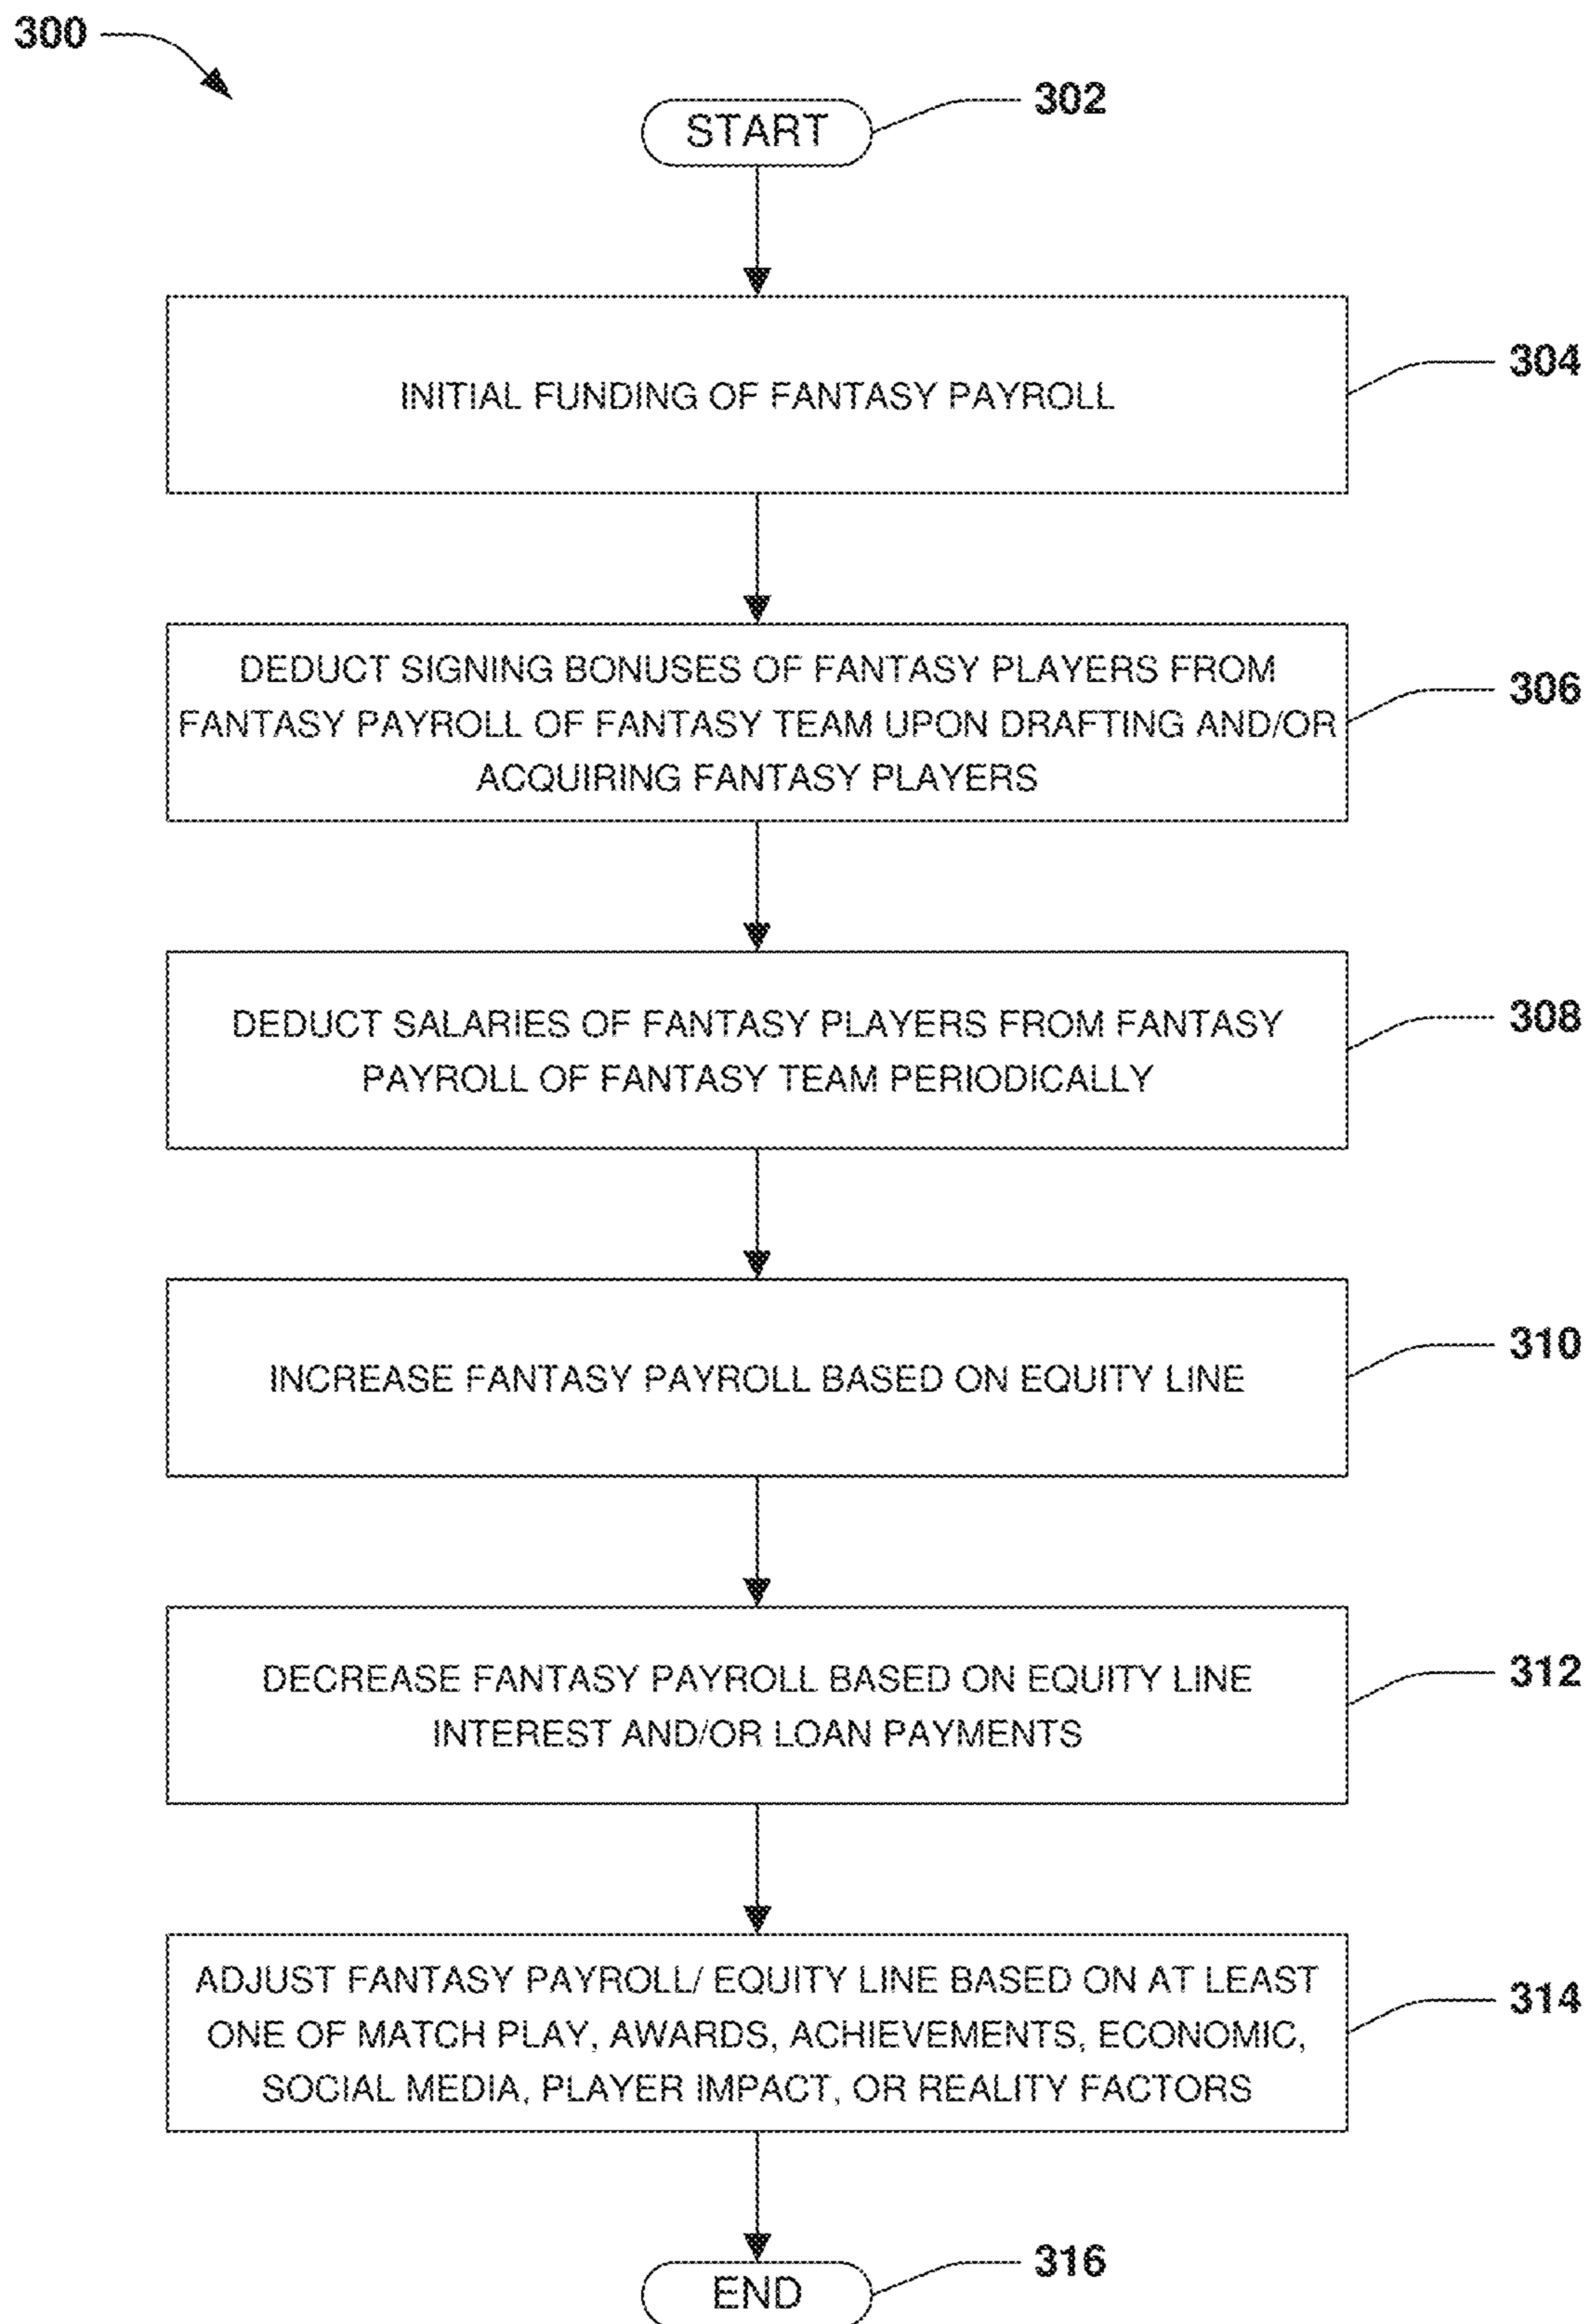 300
START
302
INITIAL FUNDING OF FANTASY PAYROLL
304
DEDUCT SIGNING BONUSES OF FANTASY PLAYERS FROM
FANTASY PAYROLL OF FANTASY TEAM UPON DRAFTING AND/OR
ACQUIRING FANTASY PLAYERS
306
DEDUCT SALARIES OF FANTASY PLAYERS FROM FANTASY
PAYROLL OF FANTASY TEAM PERIODICALLY
308
INCREASE FANTASY PAYROLL BASED ON EQUITY LINE
310
DECREASE FANTASY PAYROLL BASED ON EQUITY LINE
INTEREST AND/OR LOAN PAYMENTS
312
ADJUST FANTASY PAYROLL/ EQUITY LINE BASED ON AT LEAST
ONE OF MATCH PLAY, AWARDS, ACHIEVEMENTS, ECONOMIC,
SOCIAL MEDIA, PLAYER IMPACT, OR REALITY FACTORS
314
END
316